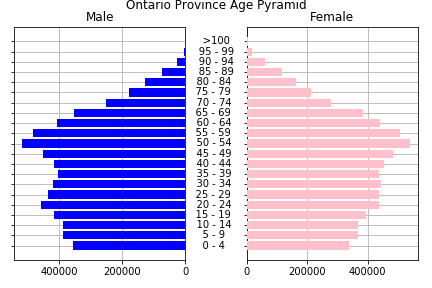 Ontario Province Age Pyramid
Male
Female
>100
95 - 99
90 - 94
85 - 89
80 - 84
75 - 79
70 - 74
65 - 69
60 - 64
55 - 59
50 - 54
45 - 49
40 - 44
35 - 39
30 - 34
25 - 29
20 - 24
15 - 19
10 - 14
5 - 9
0 - 4
400000 200000 0
0 200000 400000